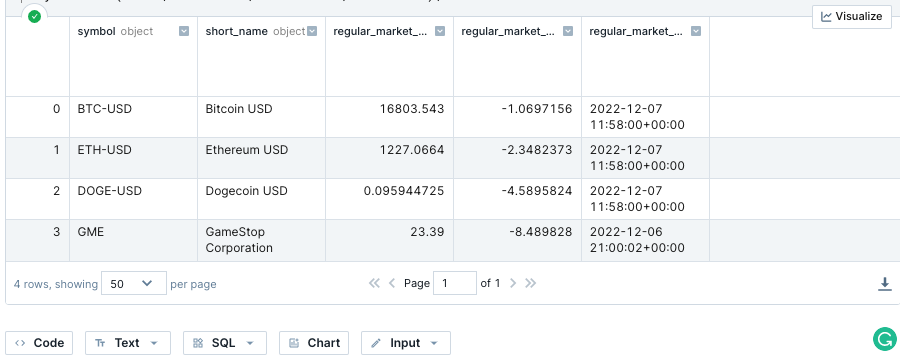 Visualize
symbol object short_name object regular_market_... regular_market_... regular_market_...
0 BTC-USD Bitcoin USD 16803.543 -1.0697156 2022-12-07
11:58:00+00:00
1 ETH-USD Ethereum USD 1227.0664 -2.3482373 2022-12-07
11:58:00+00:00
2 DOGE-USD Dogecoin USD 0.095944725 -4.5895824 2022-12-07
11:58:00+00:00
3 GME GameStop 23.39 -8.489828 2022-12-06
Corporation 21:00:02+00:00
4 rows, showing 50 per page Page 1 of 1
Code Text SQL Chart Input